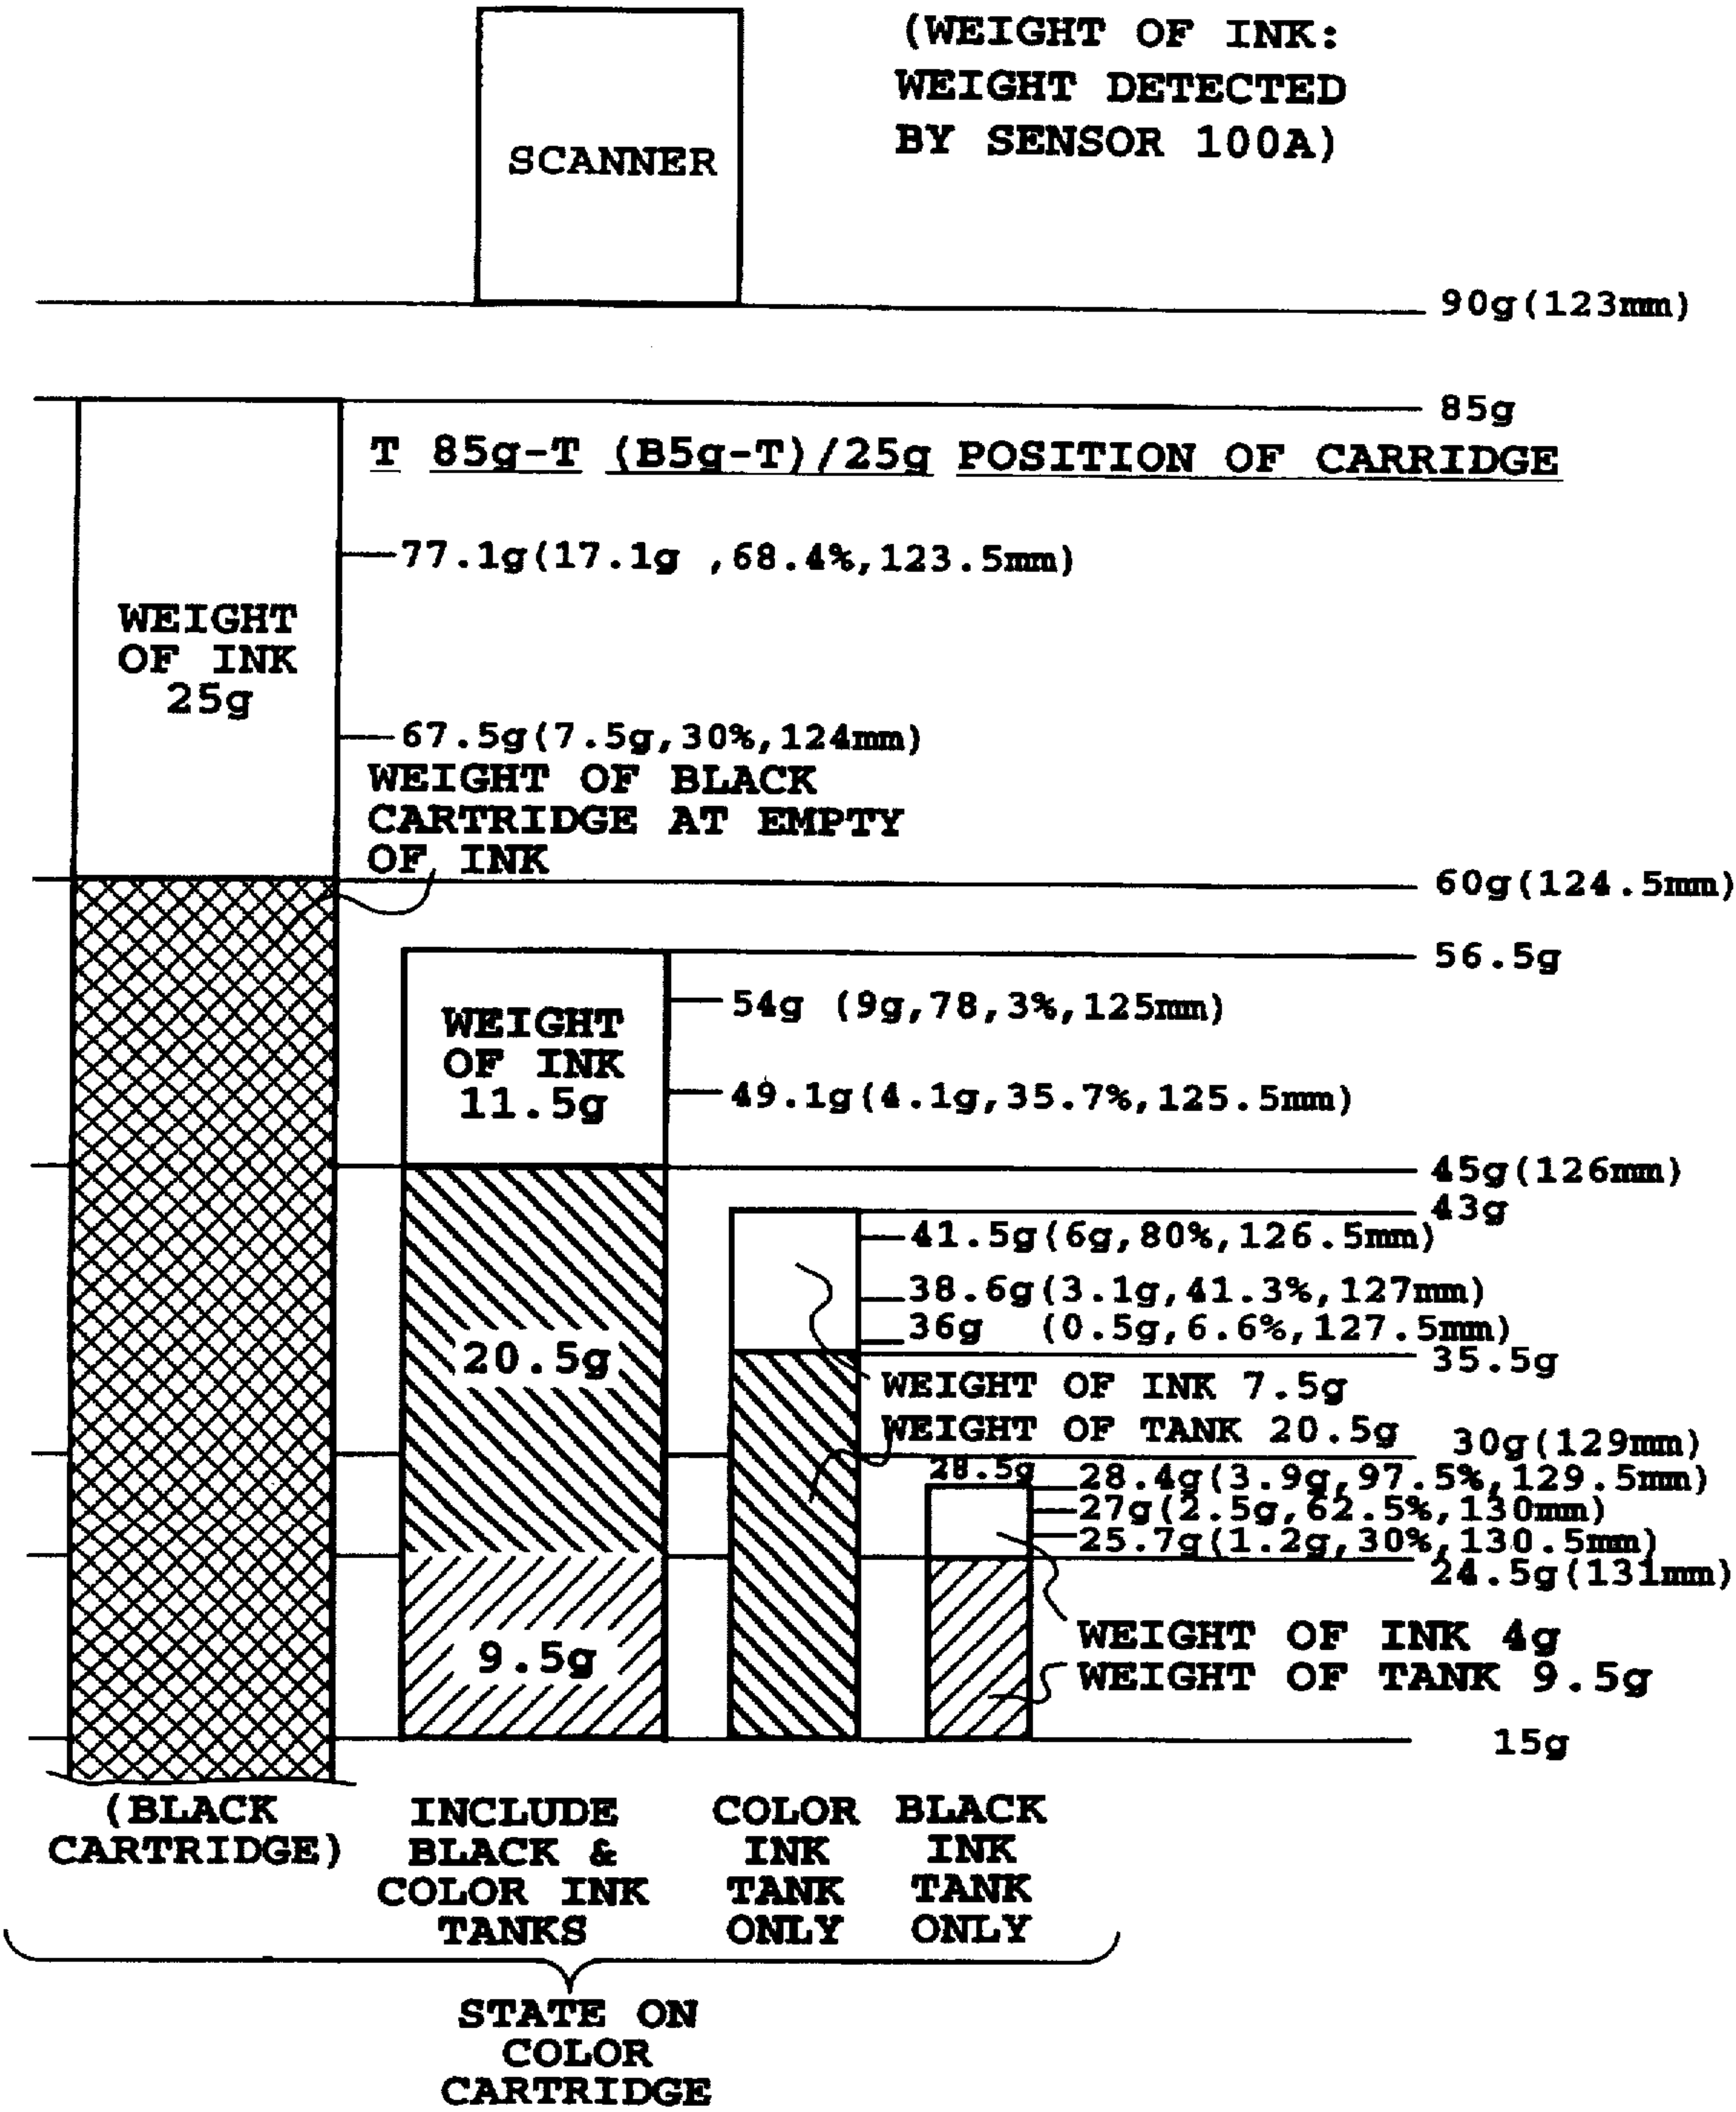 (WEIGHT OF INK:
WEIGHT DETECTED
BY SENSOR 100A)
SCANNER
90g(123mm)
85g
T 85g-T (B5g-T)/25g POSITION OF CARRIDGE
77.1g(17.1g ,68.4%,123.5mm)
WEIGHT
OF INK
25g
67.5g(7.5g,30%,124mm)
WEIGHT OF BLACK
CARTRIDGE AT EMPTY
OF INK
60g(124.5mm)
56.5g
54g (9g,78,3%,125mm)
WEIGHT
OF INK
11.5g
49.1g(4.1g,35.7%,125.5mm)
45g(126mm)
43g
41.5g(6g,80%,126.5mm)
38.6g(3.1g,41.3%,127mm)
36g (0.5g,6.6%,127.5mm)
35.5g
20.5g
WEIGHT OF INK 7.5g
WEIGHT OF TANK 20.5g
30g(129mm)
28.5g
28.4g(3.9g,97.5%,129.5mm)
27g(2.5g,62.5%,130mm)
25.7g(1.2g,30%,130.5mm)
24.5g(131mm)
WEIGHT OF INK 4g
WEIGHT OF TANK 9.5g
9.5g
15g
(BLACK
CARTRIDGE)
INCLUDE
BLACK &
COLOR INK
TANKS
COLOR
INK
TANK
ONLY
BLACK
INK
TANK
ONLY
STATE ON
COLOR
CARTRIDGE